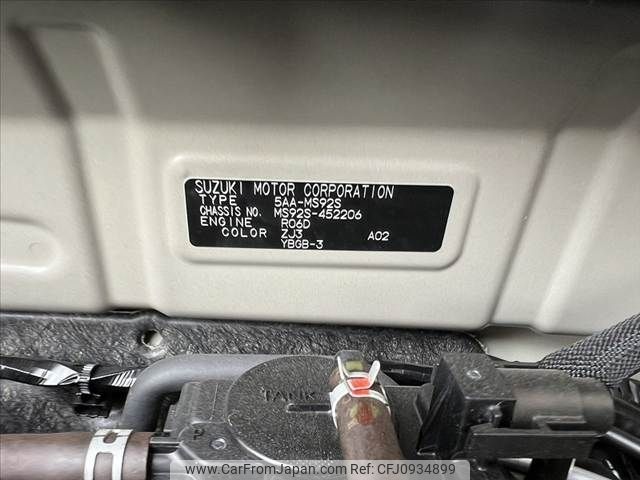 SUZUKI MOTOR CORPORATION
TYPE 5AA-MS92S
CHASSIS NO. MS92S-452206
ENGINE R06D
COLOR ZJ3 A02
YBGB-3
TANK
P
www.CarFromJapan.com ( Refno. CFJ0934899 )